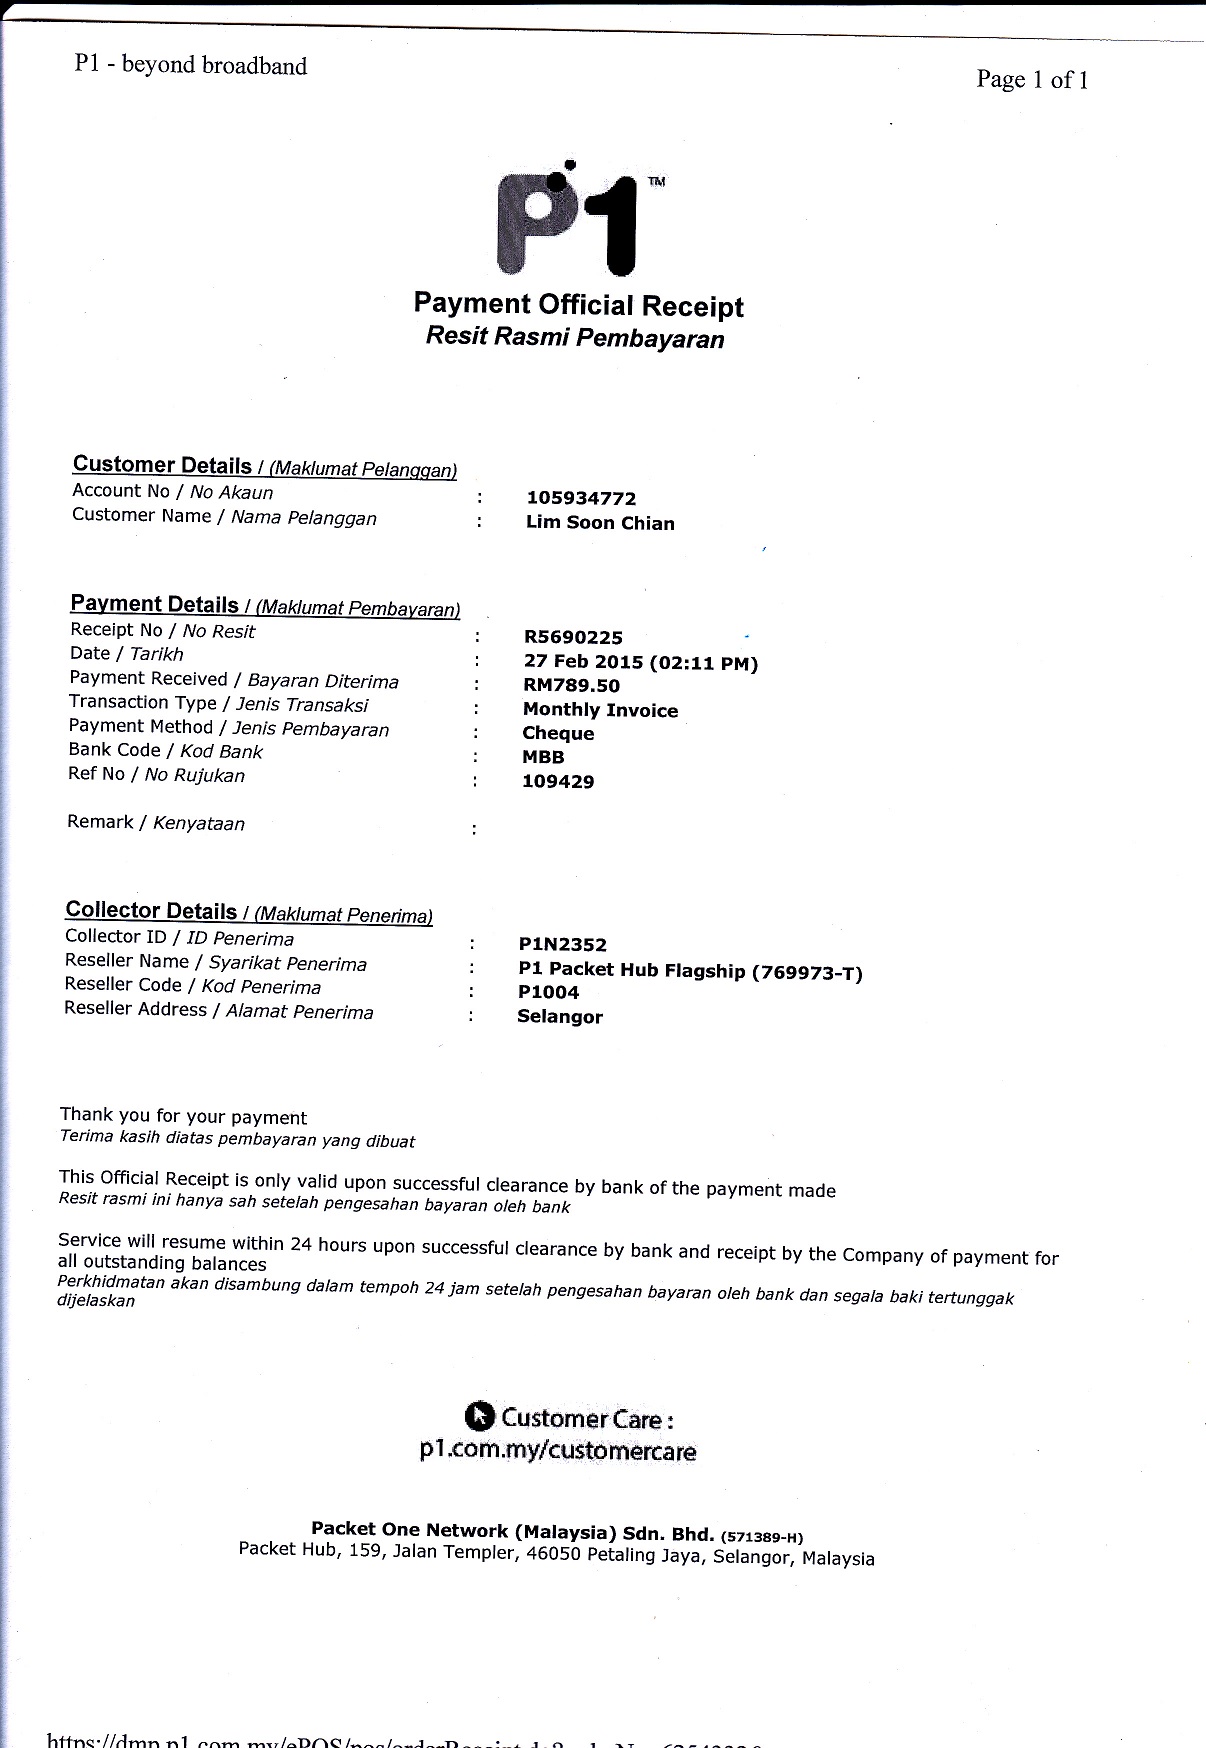 P1 - beyond broadband
Page 1 of 1
P1 TM
Payment Official Receipt
Resit Rasmi Pembayaran
Customer Details / (Maklumat Pelanggan)
Account No / No Akaun : 105934772
Customer Name / Nama Pelanggan : Lim Soon Chian
Payment Details / (Maklumat Pembayaran)
Receipt No / No Resit : R5690225
Date / Tarikh : 27 Feb 2015 (02:11 PM)
Payment Received / Bayaran Diterima : RM789.50
Transaction Type / Jenis Transaksi : Monthly Invoice
Payment Method / Jenis Pembayaran : Cheque
Bank Code / Kod Bank : MBB
Ref No / No Rujukan : 109429
Remark / Kenyataan :
Collector Details / (Maklumat Penerima)
Collector ID / ID Penerima : P1N2352
Reseller Name / Syarikat Penerima : P1 Packet Hub Flagship (769973-T)
Reseller Code / Kod Penerima : P1004
Reseller Address / Alamat Penerima : Selangor
Thank you for your payment
Terima kasih diatas pembayaran yang dibuat
This Official Receipt is only valid upon successful clearance by bank of the payment made
Resit rasmi ini hanya sah setelah pengesahan bayaran oleh bank
Service will resume within 24 hours upon successful clearance by bank and receipt by the Company of payment for
all outstanding balances
Perkhidmatan akan disambung dalam tempoh 24 jam setelah pengesahan bayaran oleh bank dan segala baki tertunggak
dijelaskan
Customer Care :
p1.com.my/customercare
Packet One Network (Malaysia) Sdn. Bhd. (571389-H)
Packet Hub, 159, Jalan Templer, 46050 Petaling Jaya, Selangor, Malaysia